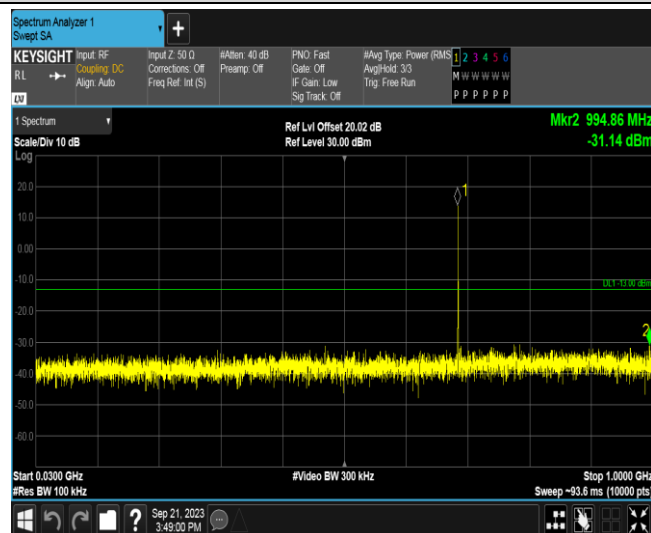 Spectrum Analyzer 1
Swept SA
+
KEYSIGHT Input: RF Input Z: 50 Ω #Atten: 40 dB PNO: Fast #Avg Type: Power (RMS 1 2 3 4 5 6
RL Coupling: DC Corrections: Off Preamp: Off Gate: Off Avg|Hold: 3/3 M W W W W W
Align: Auto Freq Ref: Int (S) IF Gain: Low Trig: Free Run
Sig Track: Off P P P P P P
LXI
1 Spectrum Ref Lvl Offset 20.02 dB Mkr2 994.86 MHz
Scale/Div 10 dB Ref Level 30.00 dBm -31.14 dBm
Log
20.0
1
10.0
0.00
-10.0
DL1 -13.00 dBm
-20.0
2
-30.0
-40.0
-50.0
-60.0
Start 0.0300 GHz #Video BW 300 kHz Stop 1.0000 GHz
#Res BW 100 kHz Sweep ~93.6 ms (10000 pts
? Sep 21, 2023
3:49:00 PM